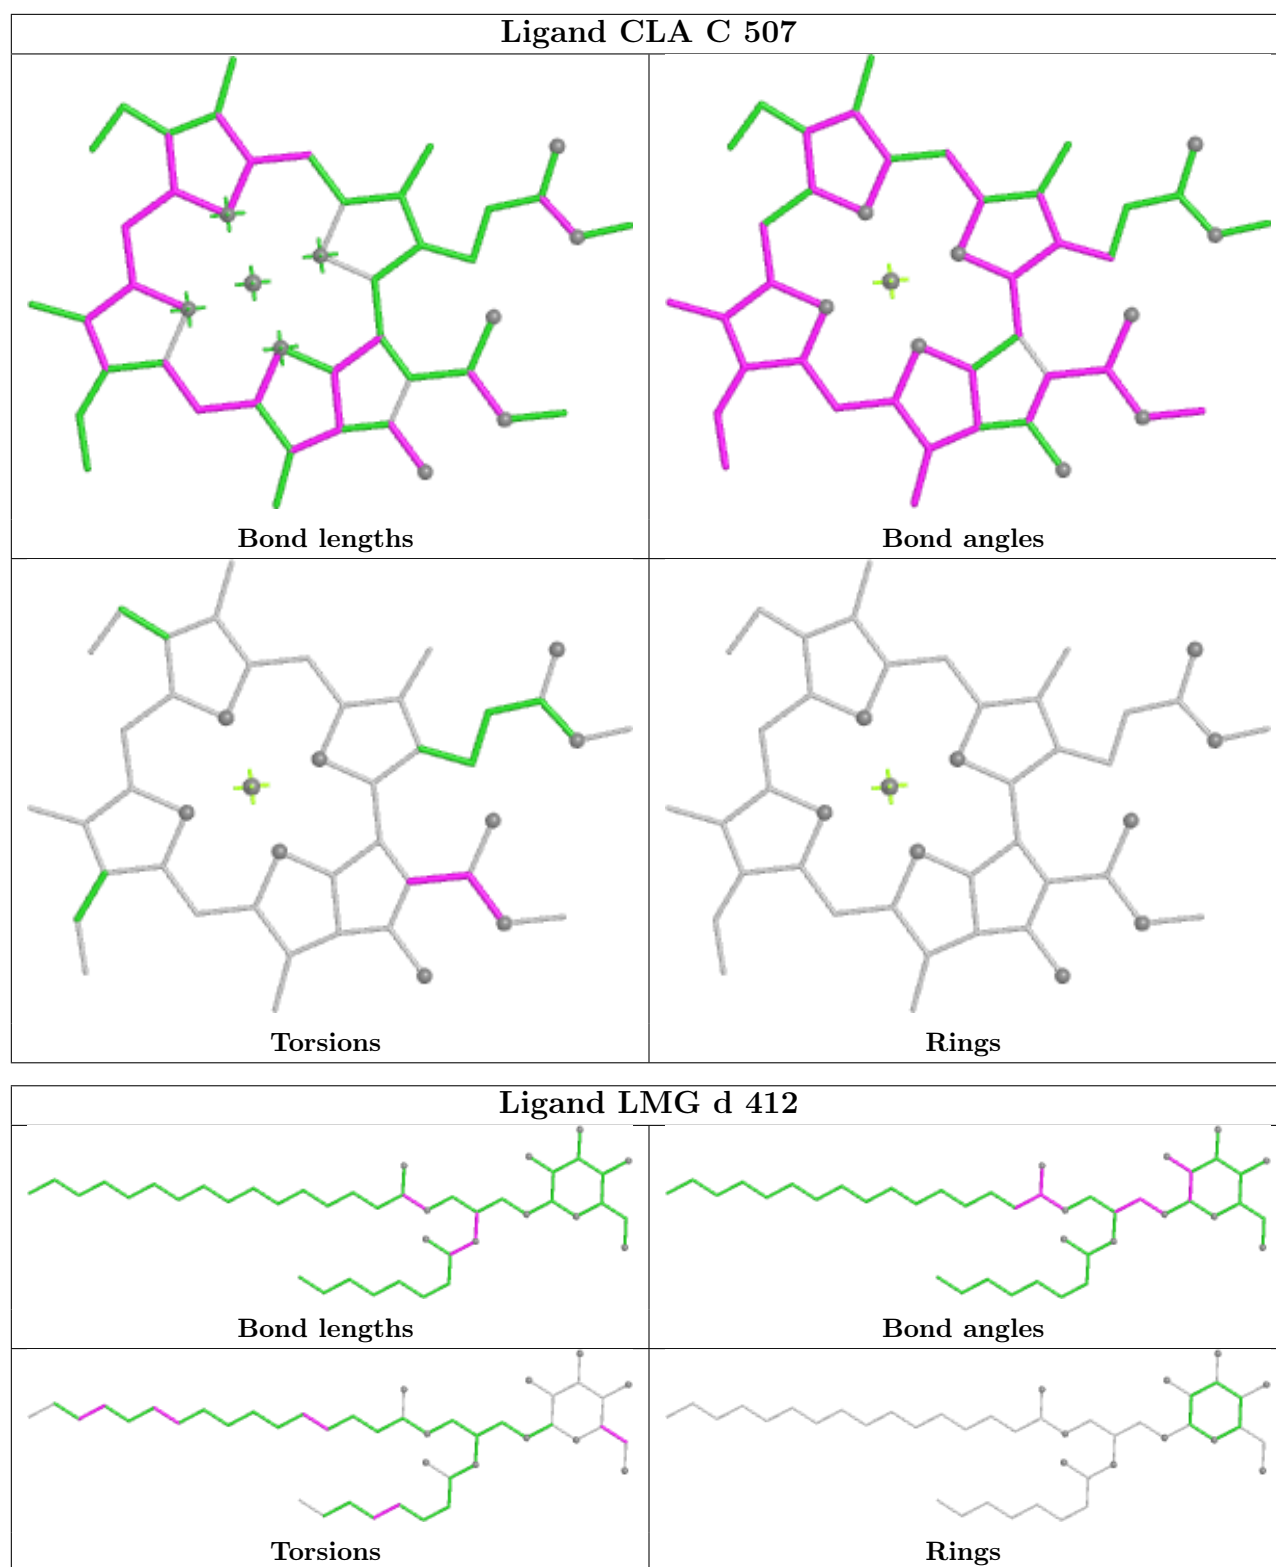 Ligand CLA C 507
Bond lengths
Bond angles
Torsions
Rings
Ligand LMG d 412
Bond lengths
Bond angles
Torsions
Rings